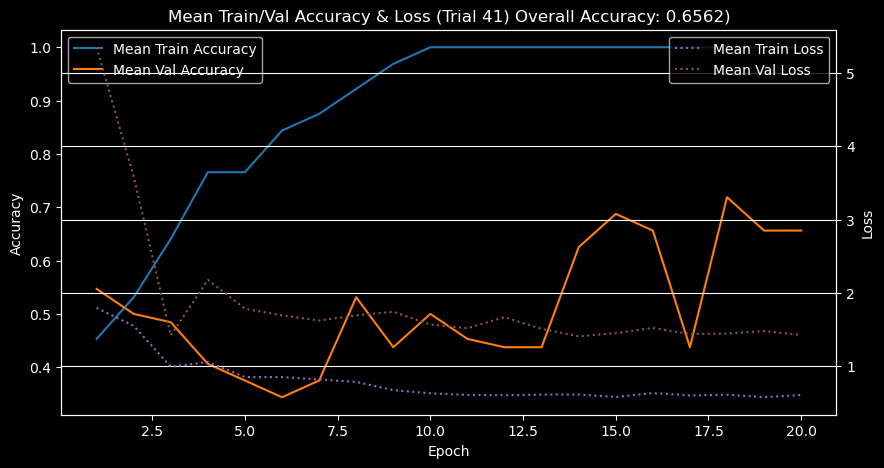 Mean Train/Val Accuracy & Loss (Trial 41) Overall Accuracy: 0.6562)
Mean Train Accuracy
Mean Val Accuracy
Mean Train Loss
Mean Val Loss
Accuracy
1.0
0.9
0.8
0.7
0.6
0.5
0.4
5
4
3
2
1
Loss
2.5 5.0 7.5 10.0 12.5 15.0 17.5 20.0
Epoch